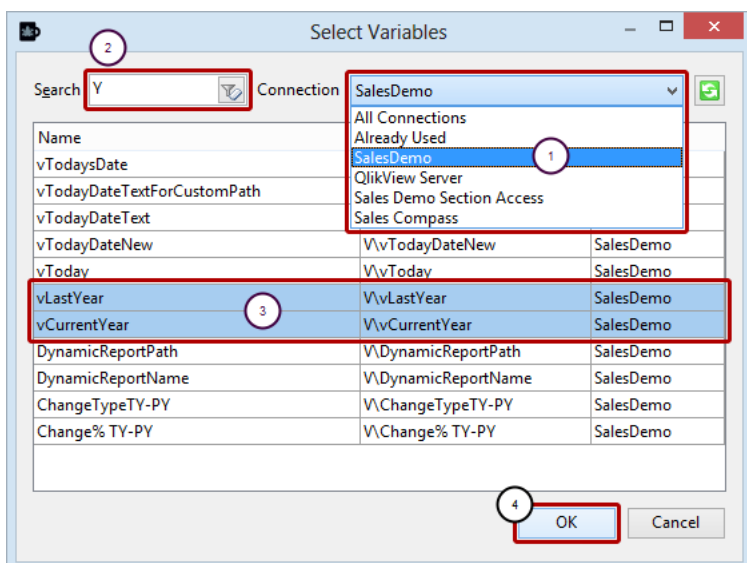 Select Variables
2
Search Y Connection SalesDemo
All Connections
Already Used
SalesDemo 1
QlikView Server
Sales Demo Section Access
Sales Compass
Name
vTodaysDate
vTodayDateTextForCustomPath
vTodayDateText
vTodayDateNew V\vTodayDateNew SalesDemo
vToday V\vToday SalesDemo
vLastYear V\vLastYear SalesDemo
3
vCurrentYear V\vCurrentYear SalesDemo
DynamicReportPath V\DynamicReportPath SalesDemo
DynamicReportName V\DynamicReportName SalesDemo
ChangeTypeTY-PY V\ChangeTypeTY-PY SalesDemo
Change% TY-PY V\Change% TY-PY SalesDemo
4
OK Cancel